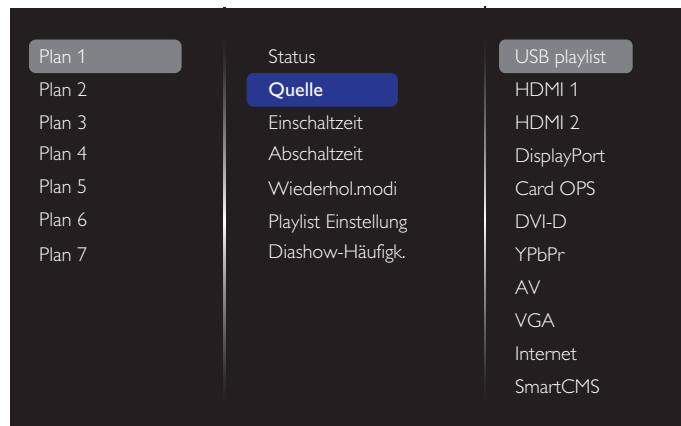 Plan 1
Plan 2
Plan 3
Plan 4
Plan 5
Plan 6
Plan 7
Status
Quelle
Einschaltzeit
Abschaltzeit
Wiederhol.modi
Playlist Einstellung
Diashow-Häufigk.
USB playlist
HDMI 1
HDMI 2
DisplayPort
Card OPS
DVI-D
YPbPr
AV
VGA
Internet
SmartCMS